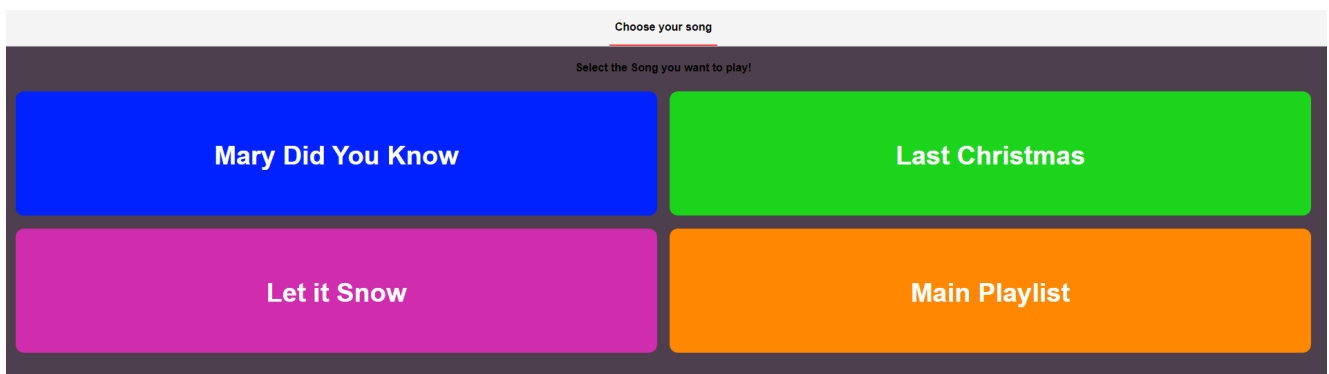 Choose your song
Select the Song you want to play!
Mary Did You Know
Last Christmas
Let it Snow
Main Playlist